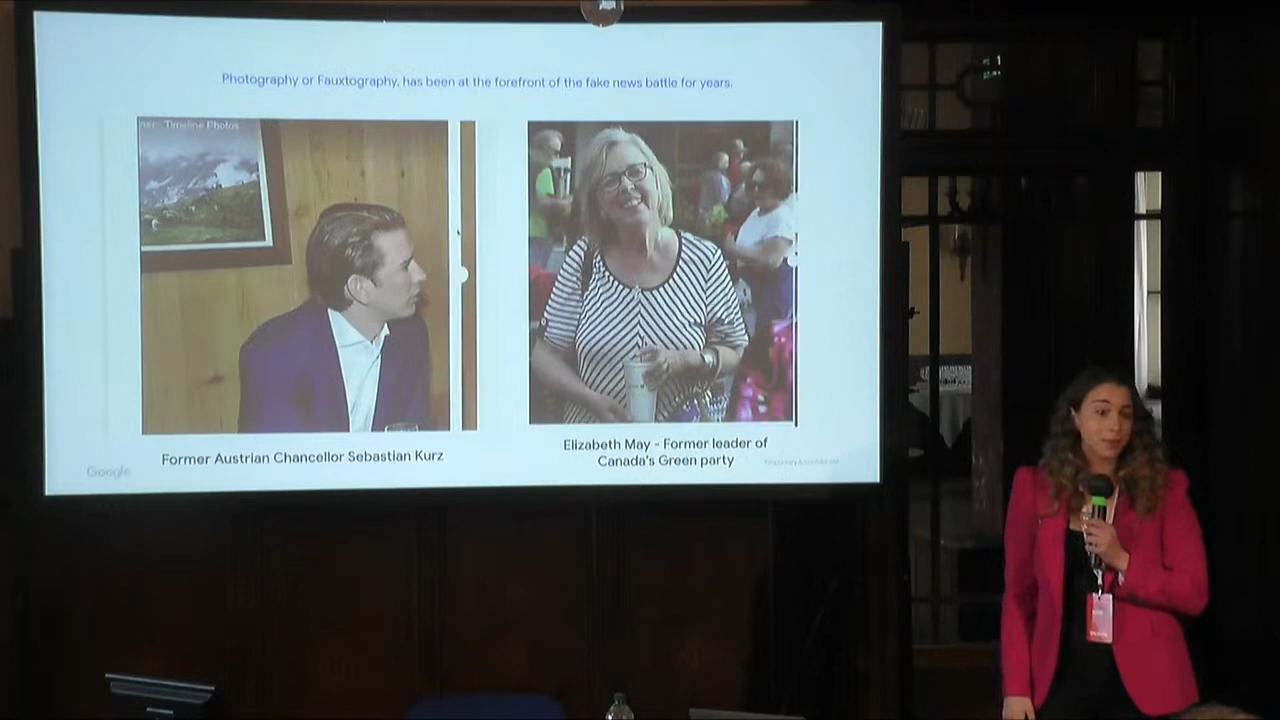 Photography or Fauxtography, has been at the forefront of the fake news battle for years.
ner - Timeline Photos
Former Austrian Chancellor Sebastian Kurz
Elizabeth May - Former leader of
Canada's Green party
Google